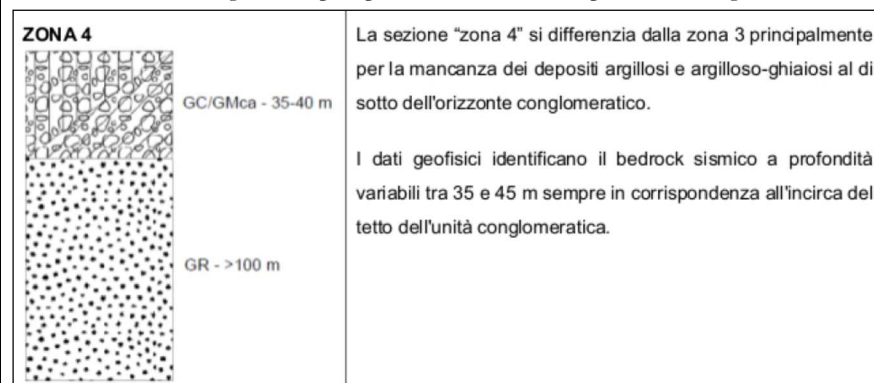 ZONA 4
GC/GMca - 35-40 m
GR - >100 m
La sezione “zona 4” si differenzia dalla zona 3 principalmente
per la mancanza dei depositi argillosi e argilloso-ghiaiosi al di
sotto dell'orizzonte conglomeratico.
I dati geofisici identificano il bedrock sismico a profondità
variabili tra 35 e 45 m sempre in corrispondenza all'incirca del
tetto dell'unità conglomeratica.